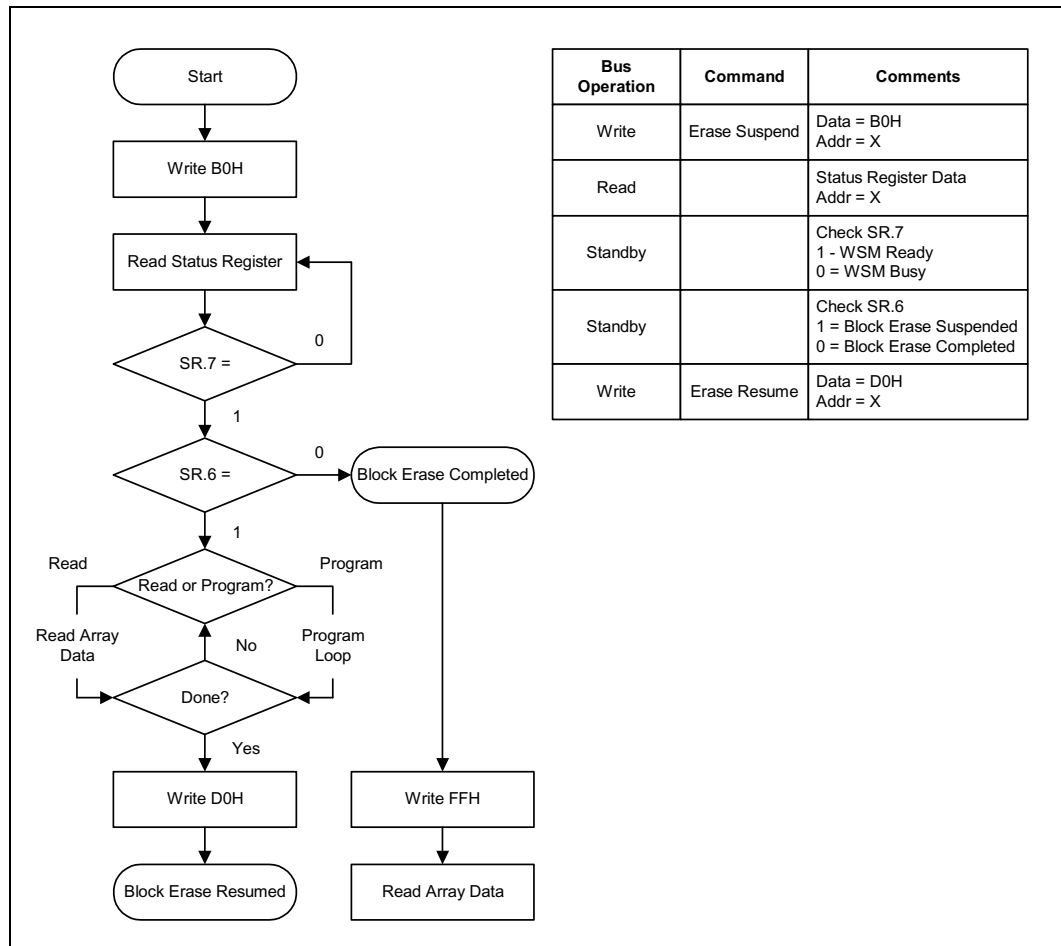 Start
Write B0H
Read Status Register
0
SR.7 =
1
0
SR.6 =
Block Erase Completed
1
Read
Program
Read or Program?
Read Array
Data
No
Program
Loop
Done?
Yes
Write D0H
Write FFH
Block Erase Resumed
Read Array Data
Bus
Operation
Command
Comments
Write
Erase Suspend
Data = B0H
Addr = X
Read
Status Register Data
Addr = X
Standby
Check SR.7
1 - WSM Ready
0 = WSM Busy
Standby
Check SR.6
1 = Block Erase Suspended
0 = Block Erase Completed
Write
Erase Resume
Data = D0H
Addr = X